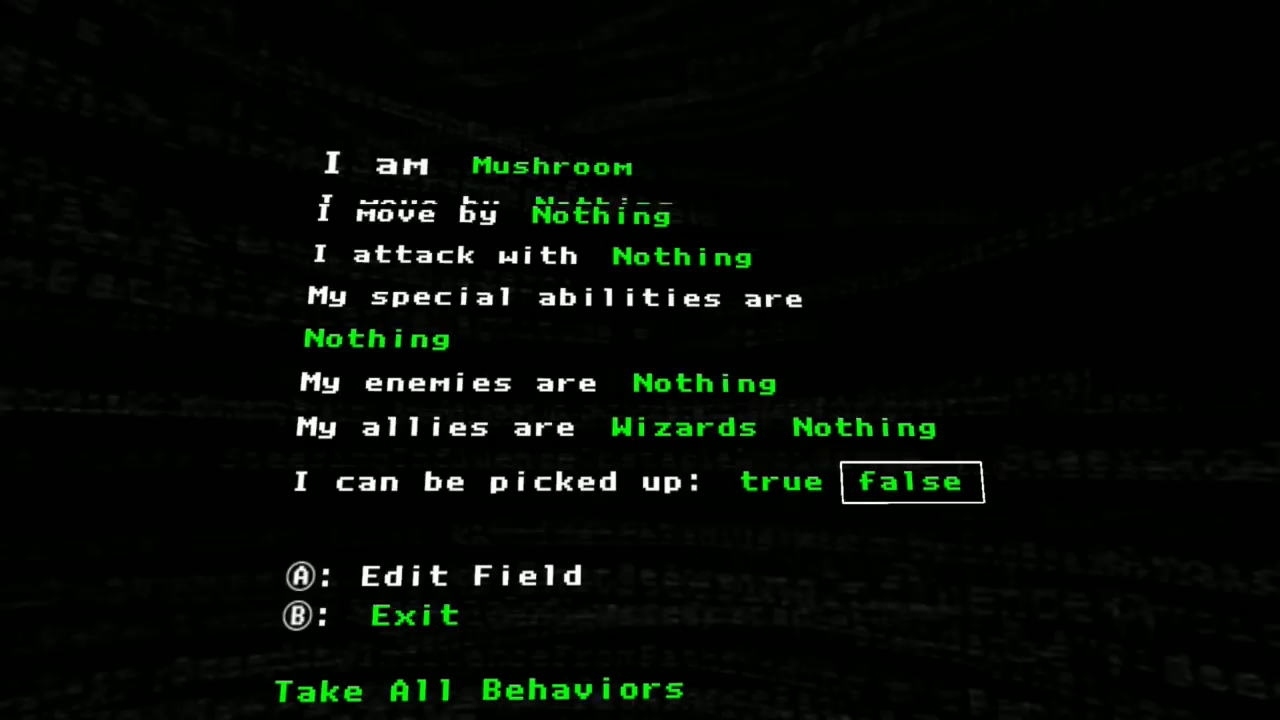 I am Mushroom
I move by Nothing
I attack with Nothing
My special abilities are
Nothing
My enemies are Nothing
My allies are Wizards Nothing
I can be picked up: true false
Ⓐ: Edit Field
Ⓑ: Exit
Take All Behaviors